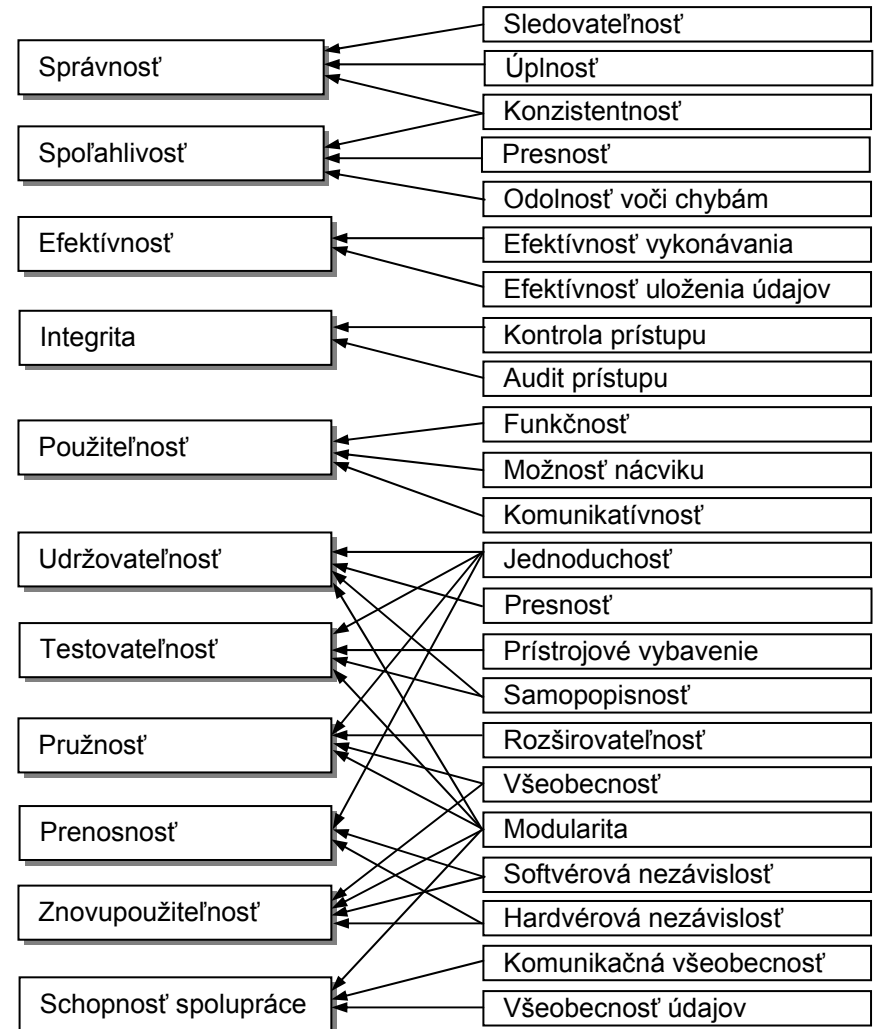 Správnosť
Spoľahlivosť
Efektívnosť
Integrita
Použiteľnosť
Udržovateľnosť
Testovateľnosť
Pružnosť
Prenosnosť
Znovupoužiteľnosť
Schopnosť spolupráce
Sledovateľnosť
Úplnosť
Konzistentnosť
Presnosť
Odolnosť voči chybám
Efektívnosť vykonávania
Efektívnosť uloženia údajov
Kontrola prístupu
Audit prístupu
Funkčnosť
Možnosť nácviku
Komunikatívnosť
Jednoduchosť
Presnosť
Prístrojové vybavenie
Samopopisnosť
Rozširovateľnosť
Všeobecnosť
Modularita
Softvérová nezávislosť
Hardvérová nezávislosť
Komunikačná všeobecnosť
Všeobecnosť údajov